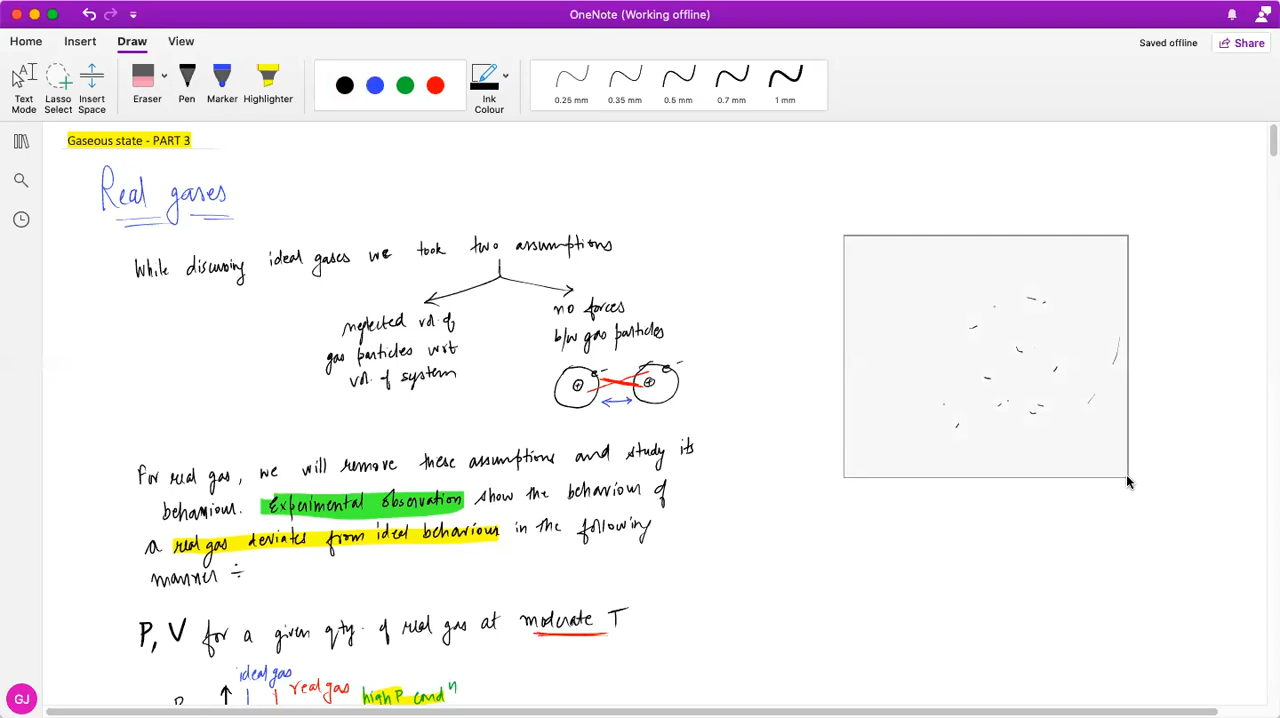 OneNote (Working offline)
Home Insert Draw View
Saved offline
Share
Text Mode
Lasso Select
Insert Space
Eraser
Pen
Marker
Highlighter
Ink Colour
0.25 mm
0.35 mm
0.5 mm
0.7 mm
1 mm
Gaseous state - PART 3
Real gases
While discussing ideal gases we took two assumptions
neglected vol. of
gas particles wrt
vol. of system
no forces
b/w gas particles
e-
e-
+
+
For real gas, we will remove these assumptions and study its
behaviour. Experimental Observation show the behaviour of
a real gas deviates from ideal behaviour in the following
manner ÷
P, V for a given qty. of real gas at moderate T
ideal gas
real gas
high P condn
P
GJ